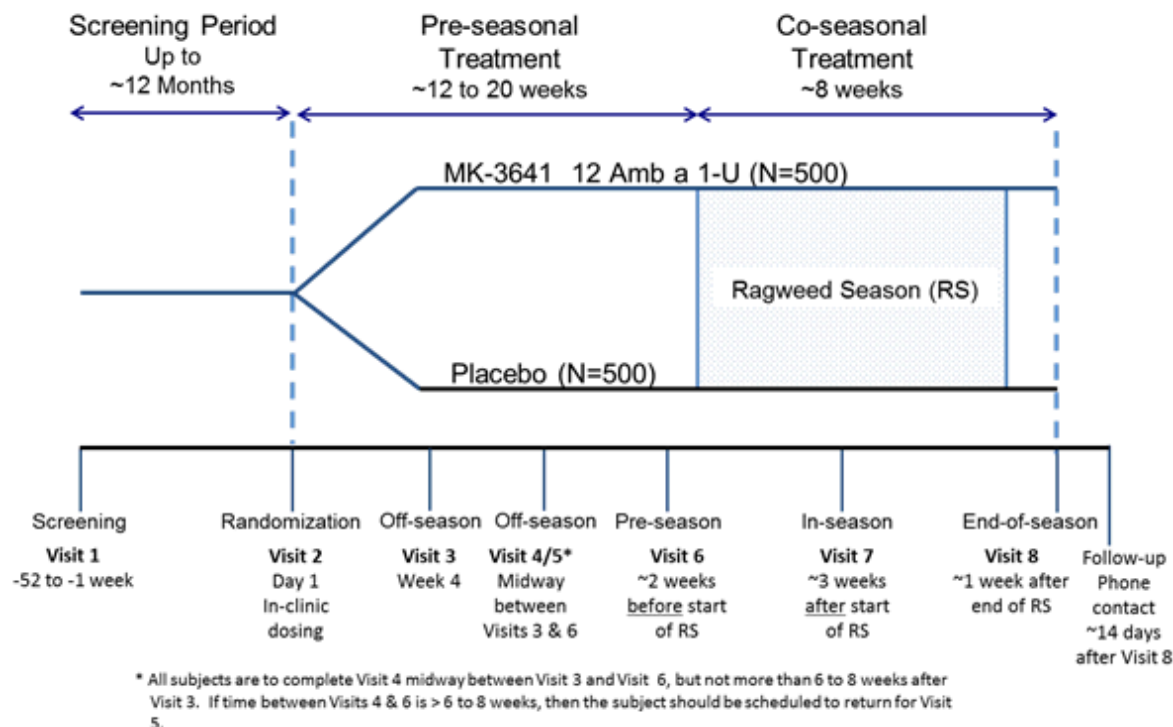 Screening Period
Up to
~12 Months
Pre-seasonal
Treatment
~12 to 20 weeks
Co-seasonal
Treatment
~8 weeks
MK-3641 12 Amb a 1-U (N=500)
Ragweed Season (RS)
Placebo (N=500)
Screening
Visit 1
-52 to -1 week
Randomization
Visit 2
Day 1
In-clinic
dosing
Off-season
Visit 3
Week 4
Off-season
Visit 4/5*
Midway
between
Visits 3 & 6
Pre-season
Visit 6
~2 weeks
before start
of RS
In-season
Visit 7
~3 weeks
after start
of RS
End-of-season
Visit 8
~1 week after
end of RS
Follow-up
Phone
contact
~14 days
after Visit 8
* All subjects are to complete Visit 4 midway between Visit 3 and Visit 6, but not more than 6 to 8 weeks after
Visit 3. If time between Visits 4 & 6 is > 6 to 8 weeks, then the subject should be scheduled to return for Visit
5.